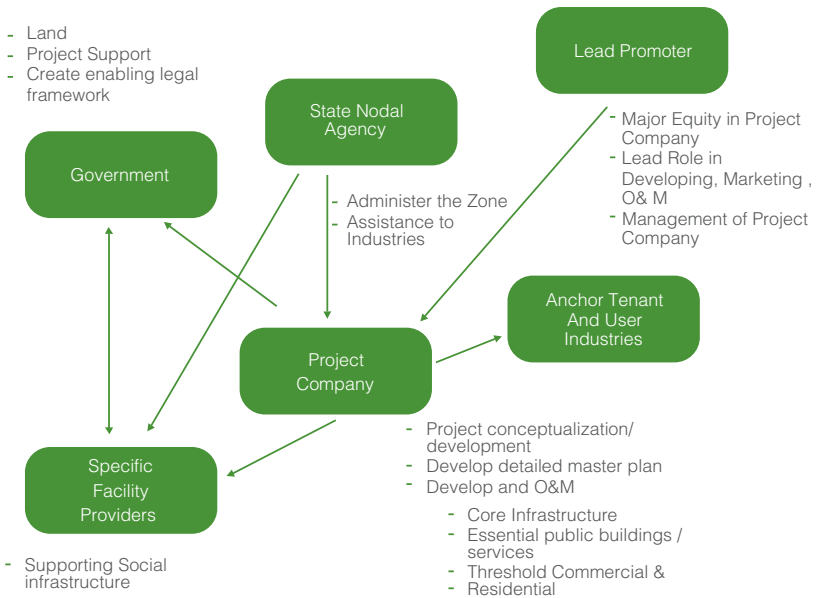 - Land
- Project Support
- Create enabling legal
framework
Lead Promoter
State Nodal
Agency
- Major Equity in Project
Company
- Lead Role in
Developing, Marketing ,
O& M
- Management of Project
Company
Government
- Administer the Zone
- Assistance to
Industries
Anchor Tenant
And User
Industries
Project
Company
- Project conceptualization/
development
- Develop detailed master plan
- Develop and O&M
- Core Infrastructure
- Essential public buildings /
services
- Threshold Commercial &
- Residential
Specific
Facility
Providers
- Supporting Social
infrastructure